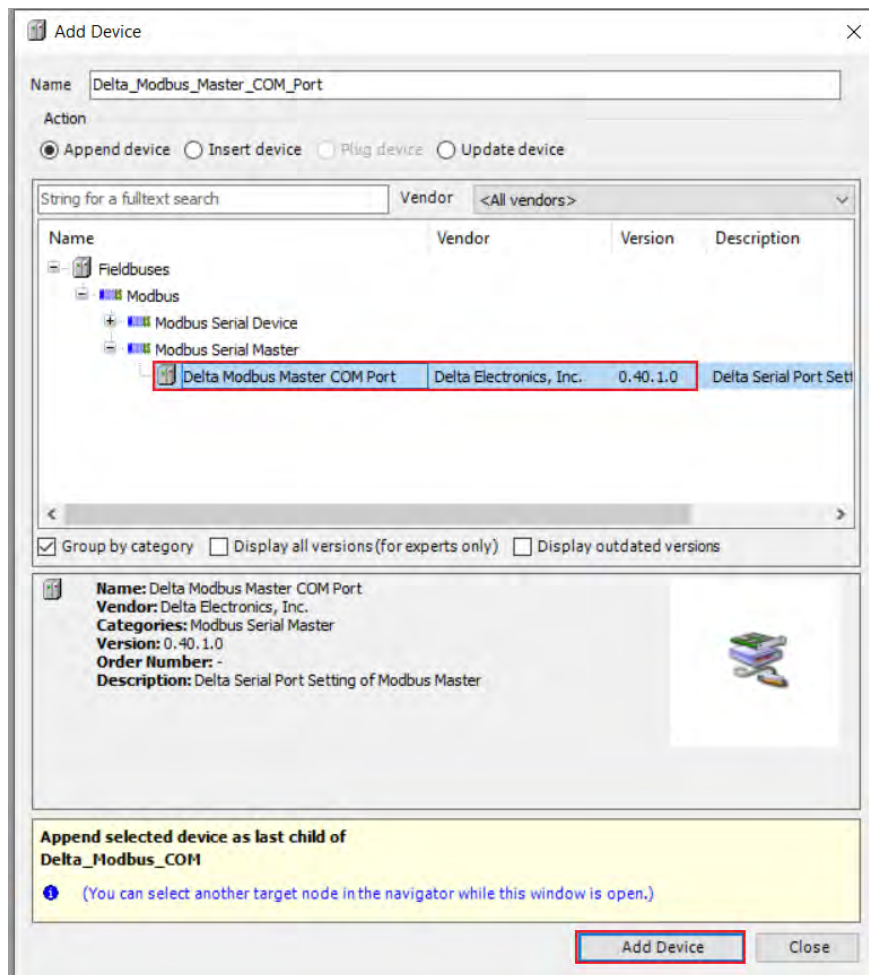 Add Device
Name Delta_Modbus_Master_COM_Port
Action
Append device Insert device Plug device Update device
String for a fulltext search Vendor <All vendors>
Name Vendor Version Description
Fieldbuses
Modbus
Modbus Serial Device
Modbus Serial Master
Delta Modbus Master COM Port Delta Electronics, Inc. 0.40.1.0 Delta Serial Port Sett
Group by category Display all versions (for experts only) Display outdated versions
Name: Delta Modbus Master COM Port
Vendor: Delta Electronics, Inc.
Categories: Modbus Serial Master
Version: 0.40.1.0
Order Number: -
Description: Delta Serial Port Setting of Modbus Master
Append selected device as last child of
Delta_Modbus_COM
(You can select another target node in the navigator while this window is open.)
Add Device Close